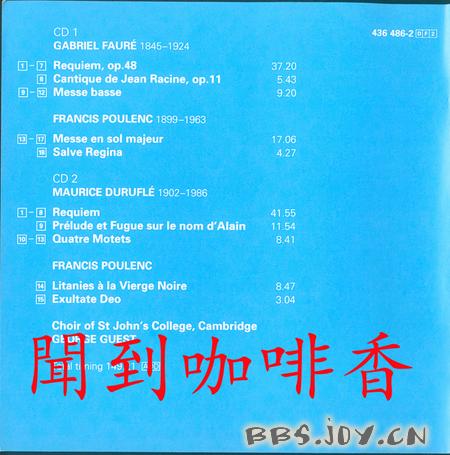 CD 1
436 486-2 DF2
GABRIEL FAURÉ 1845–1924
1 – 7 Requiem, op.48 37.20
8 Cantique de Jean Racine, op.11 5.43
9 – 12 Messe basse 9.20
FRANCIS POULENC 1899–1963
13 – 17 Messe en sol majeur 17.06
18 Salve Regina 4.27
CD 2
MAURICE DURUFLÉ 1902–1986
1 – 8 Requiem 41.55
9 Prélude et Fugue sur le nom d'Alain 11.54
10 – 13 Quatre Motets 8.41
FRANCIS POULENC
14 Litanies à la Vierge Noire 8.47
15 Exultate Deo 3.04
Choir of St John's College, Cambridge
GEORGE GUEST
timing
聞到咖啡香
BBS.JOY.CN